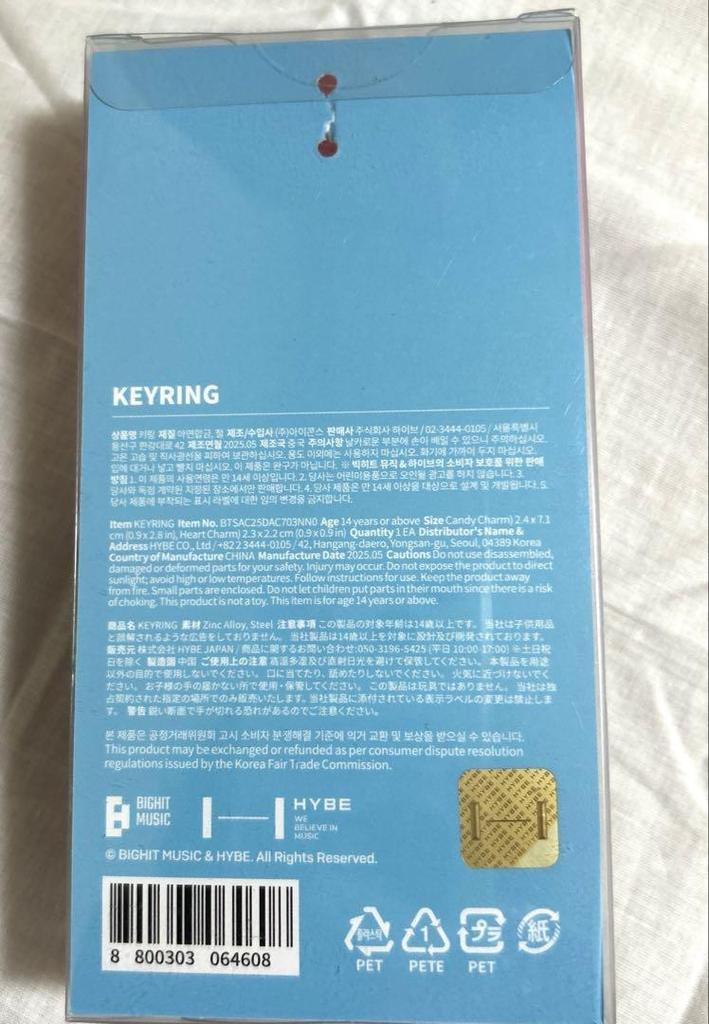 KEYRING
상품명 키링 재질 아연합금, 철 제조/수입사 (주)아이콘스 판매사 주식회사 하이브 / 02-3444-0105 / 서울특별시
용산구 한강대로 42 제조연월 2025.05 제조국 중국 주의사항 날카로운 부분에 손이 베일 수 있으니 주의하십시오.
고온 고습 및 직사광선을 피하여 보관하십시오. 용도 이외에는 사용하지 마십시오. 화기에 가까이 두지 마십시오.
입에 대거나 넣고 빨지 마십시오. 이 제품은 완구가 아닙니다. ※ 빅히트 뮤직 & 하이브의 소비자 보호를 위한 판매
방침 1. 이 제품의 사용연령은 만 14세 이상입니다. 2. 당사는 어린이용품으로 오인될 광고를 하지 않습니다. 3.
당사와 독점 계약된 지정된 장소에서만 판매합니다. 4. 당사 제품은 만 14세 이상을 대상으로 설계 및 개발됩니다. 5.
당사 제품에 부착되는 표시 라벨에 대한 임의 변경을 금지합니다.
Item KEYRING Item No. BTSAC25DAC703NN0 Age 14 years or above Size Candy Charm) 2.4 x 7.1
cm (0.9 x 2.8 in), Heart Charm) 2.3 x 2.2 cm (0.9 x 0.9 in) Quantity 1 EA Distributor's Name &
Address HYBE CO., Ltd / +82 2 3444-0105 / 42, Hangang-daero, Yongsan-gu, Seoul, 04389 Korea
Country of Manufacture CHINA Manufacture Date 2025.05 Cautions Do not use disassembled,
damaged or deformed parts for your safety. Injury may occur. Do not expose the product to direct
sunlight; avoid high or low temperatures. Follow instructions for use. Keep the product away
from fire. Small parts are enclosed. Do not let children put parts in their mouth since there is a risk
of choking. This product is not a toy. This item is for age 14 years or above.
商品名 KEYRING 素材 Zinc Alloy, Steel 注意事項 この製品の対象年齢は14歳以上です。 当社は子供用品
と誤解されるような広告をしておりません。 当社製品は14歳以上を対象に設計及び開発されております。
販売元 株式会社 HYBE JAPAN / 商品に関するお問い合わせ:050-3196-5425 (平日 10:00-17:00) ※土日祝
日を除く 製造国 中国 ご使用上の注意 高温多湿及び直射日光を避けて保管してください。 本製品を用途
以外の目的で使用しないでください。 口に当てたり、舐めたりしないでください。 火気に近づけないでくだ
さい。 お子様の手の届かない所で使用・保管してください。 この製品は玩具ではありません。 当社は独
占契約された指定の場所でのみ販売いたします。当社製品に添付されている表示ラベルの変更は禁止しま
す。 警告 鋭い断面で手が切れる恐れがあるのでご注意ください。
본 제품은 공정거래위원회 고시 소비자 분쟁해결 기준에 의거 교환 및 보상을 받으실 수 있습니다.
This product may be exchanged or refunded as per consumer dispute resolution
regulations issued by the Korea Fair Trade Commission.
BIGHIT
MUSIC
HYBE
WE
BELIEVE IN
MUSIC
© BIGHIT MUSIC & HYBE. All Rights Reserved.
8 800303 064608
플라스틱
PET
1
PETE
プラ
PET
紙